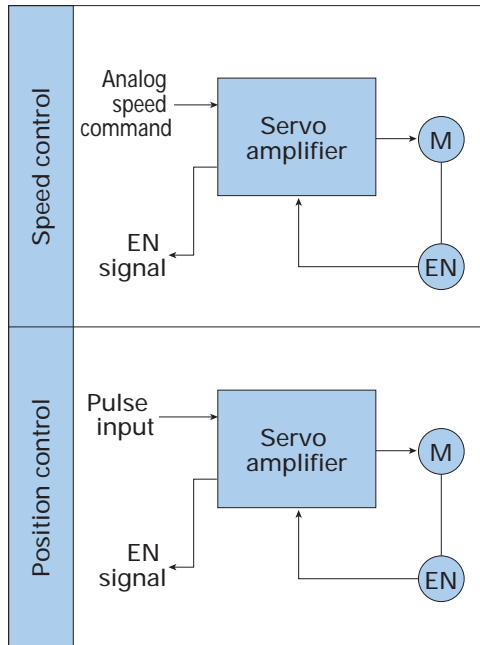 Speed control
Analog
speed
command
Servo
amplifier
M
EN
signal
EN
Position control
Pulse
input
Servo
amplifier
M
EN
signal
EN